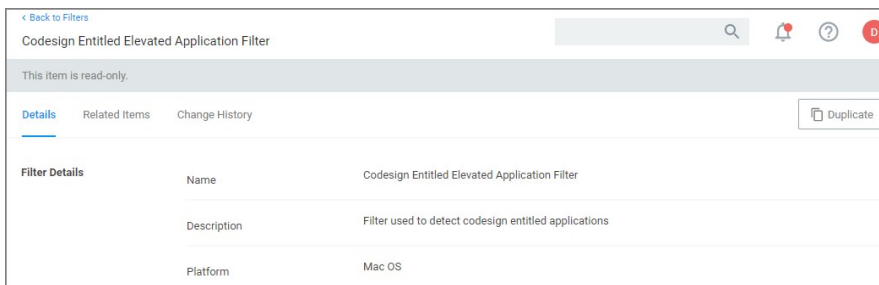 < Back to Filters
Codesign Entitled Elevated Application Filter
D
This item is read-only.
Details Related Items Change History Duplicate
Filter Details
Name Codesign Entitled Elevated Application Filter
Description Filter used to detect codesign entitled applications
Platform Mac OS